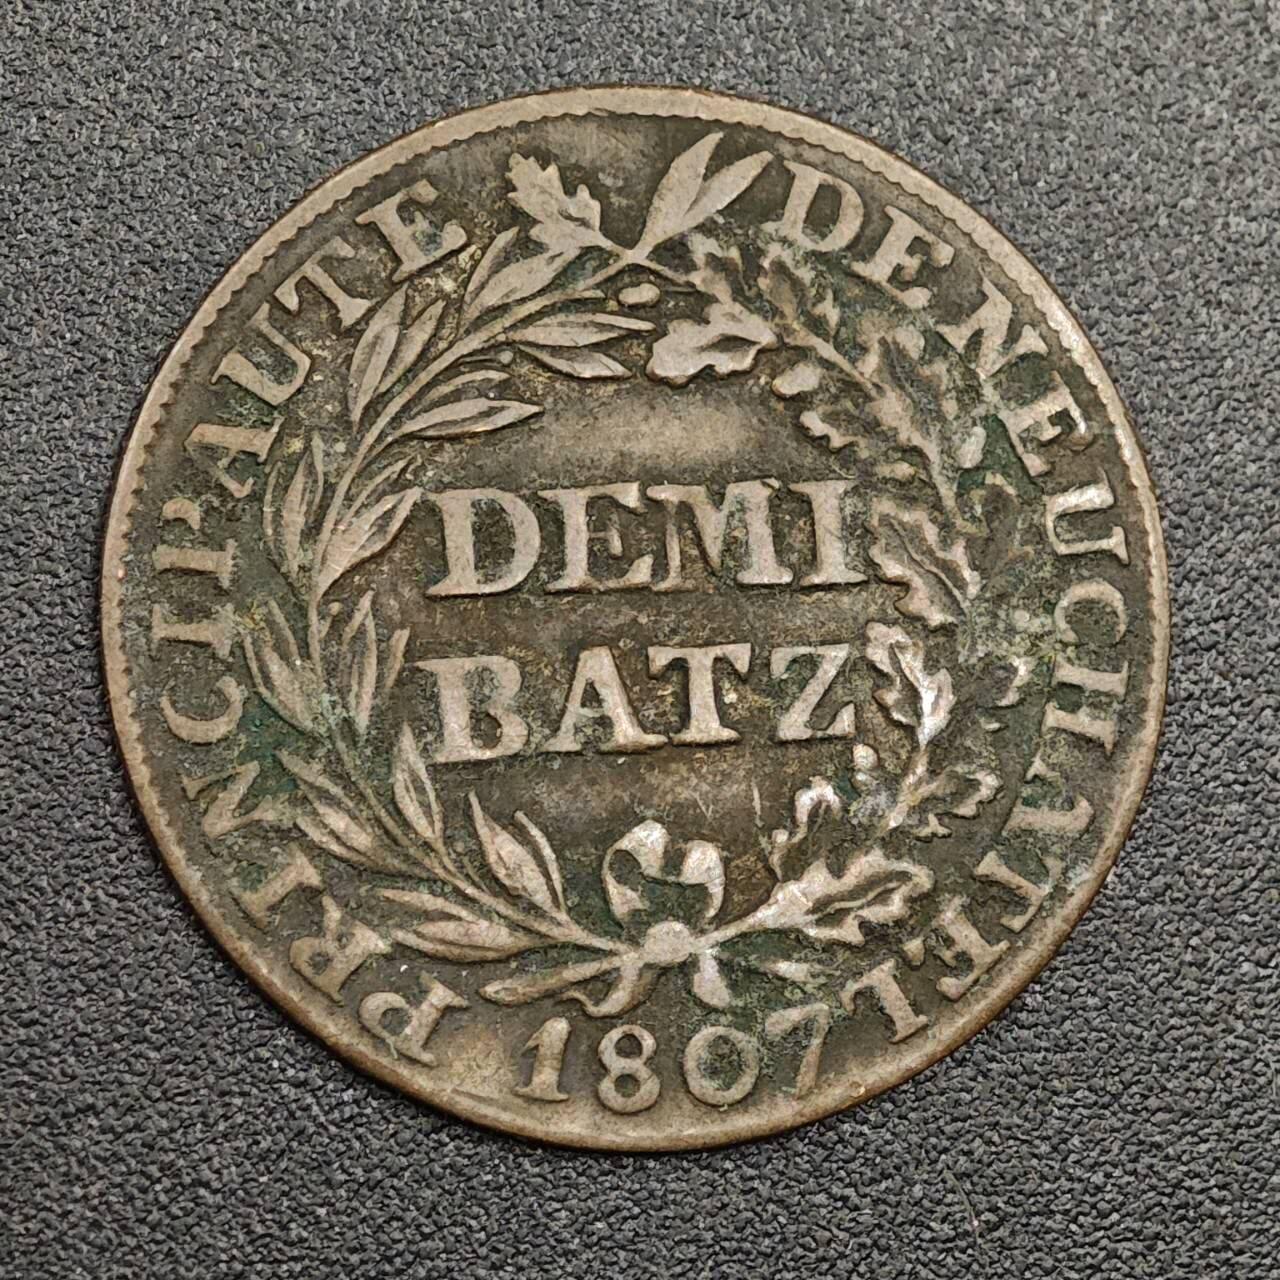 PRINCIPAUTE DE NEUCHATEL
DEMI
BATZ
1807